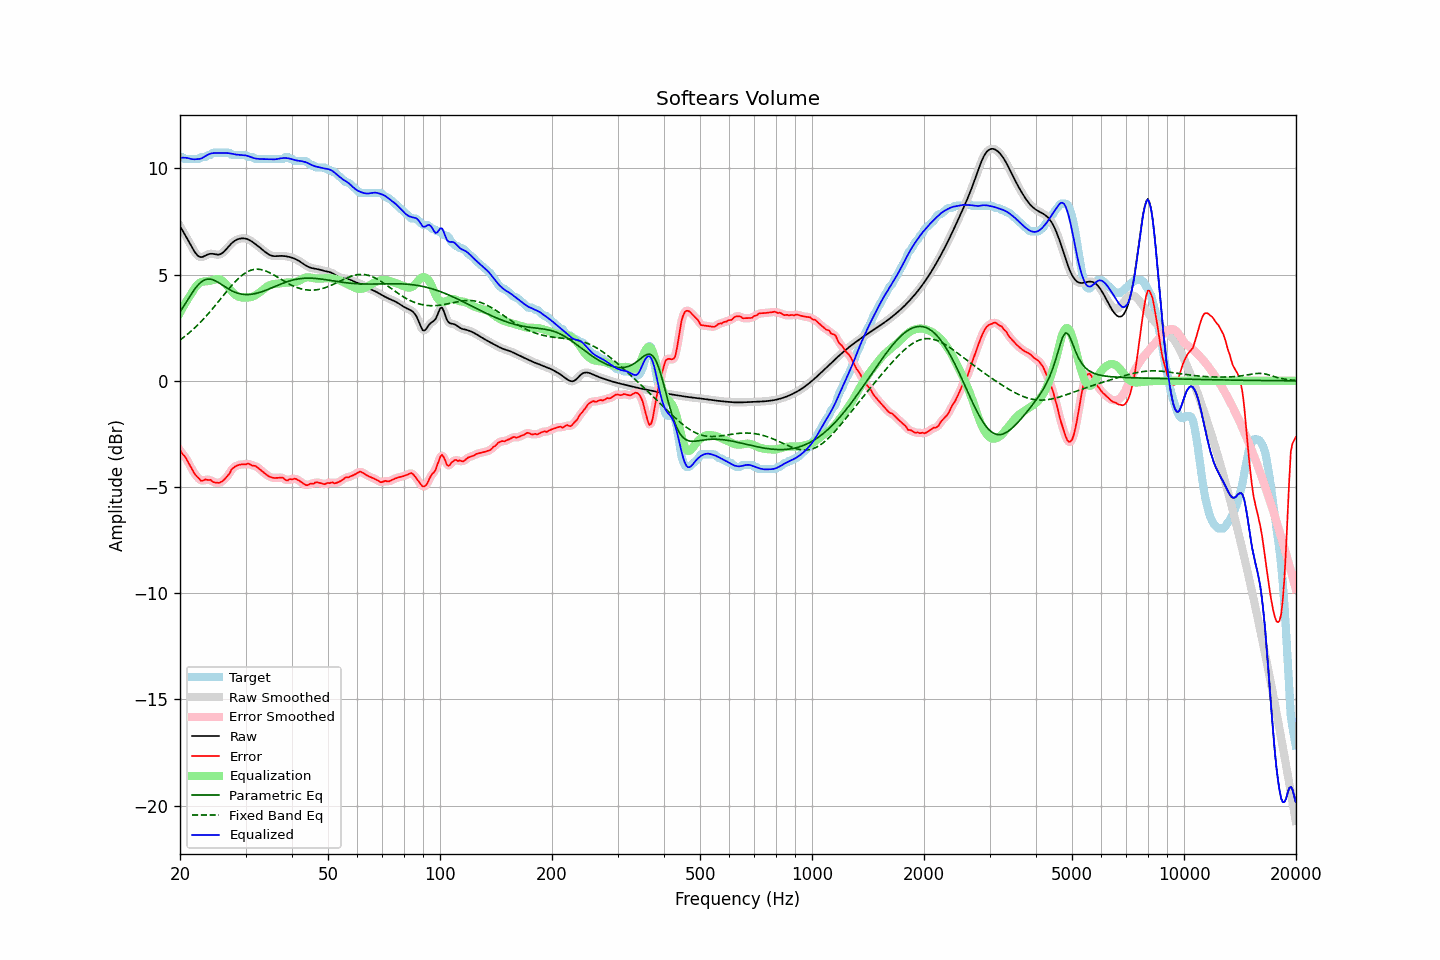 Softears Volume
Amplitude (dBr)
10
5
0
−5
−10
−15
−20
Target
Raw Smoothed
Error Smoothed
Raw
Error
Equalization
Parametric Eq
Fixed Band Eq
Equalized
20 50 100 200 500 1000 2000 5000 10000 20000
Frequency (Hz)